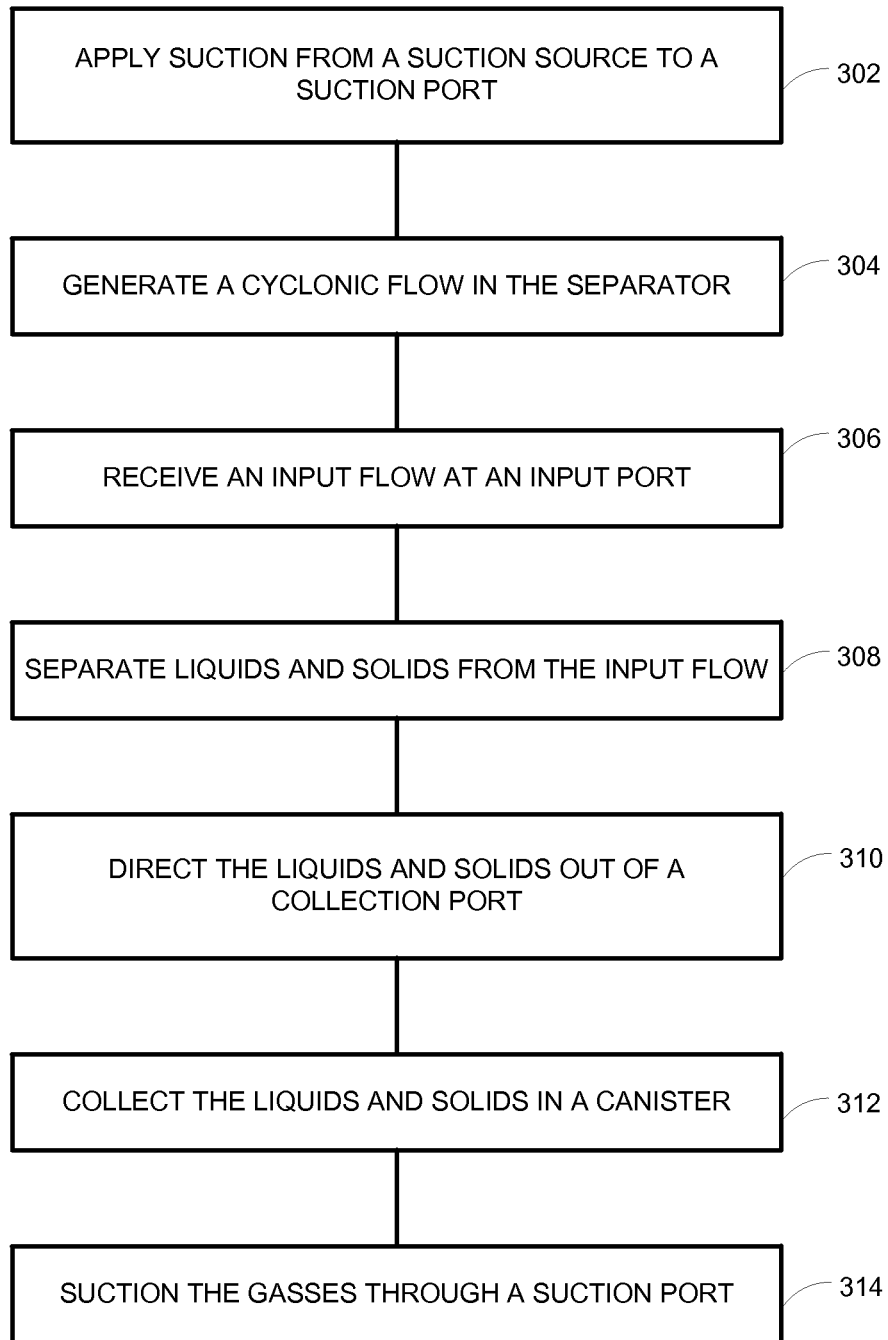 APPLY SUCTION FROM A SUCTION SOURCE TO A
SUCTION PORT
302
GENERATE A CYCLONIC FLOW IN THE SEPARATOR
304
RECEIVE AN INPUT FLOW AT AN INPUT PORT
306
SEPARATE LIQUIDS AND SOLIDS FROM THE INPUT FLOW
308
DIRECT THE LIQUIDS AND SOLIDS OUT OF A
COLLECTION PORT
310
COLLECT THE LIQUIDS AND SOLIDS IN A CANISTER
312
SUCTION THE GASSES THROUGH A SUCTION PORT
314